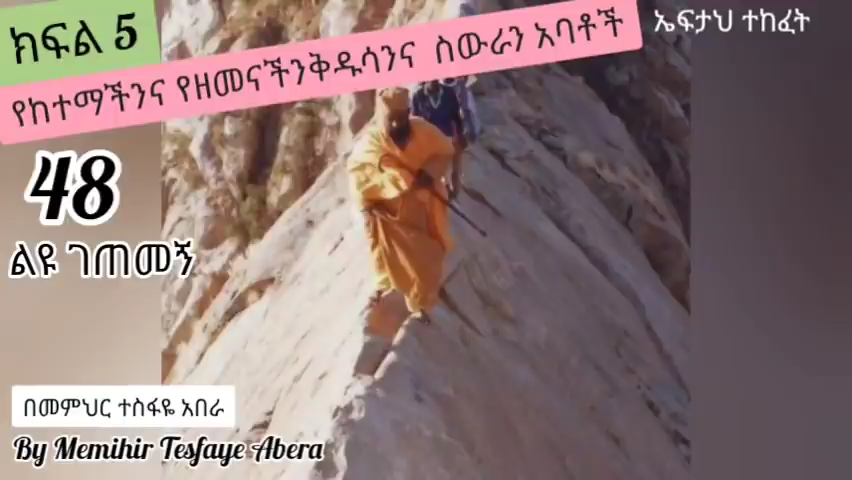 ክፍል 5
ኤፍታህ ተከፈት
የከተማችንና የዘመናችንቅዱሳንና ስውራን አባቶች
48
ልዩ ገጠመኝ
በመምህር ተስፋዬ አበራ
By Memihir Tesfaye Abera